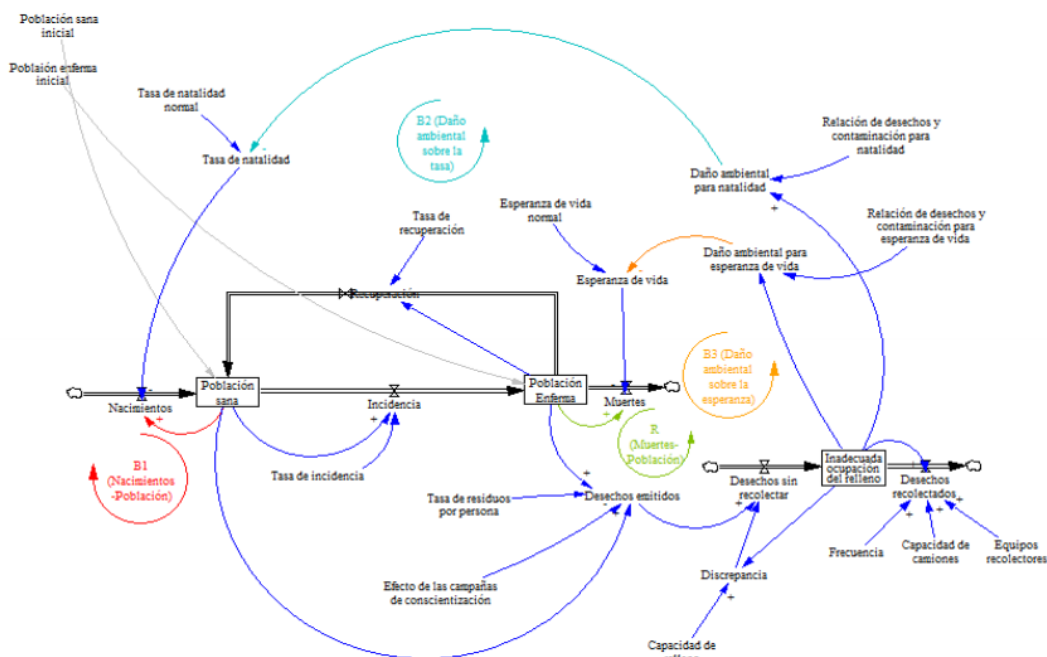 Población sana
inicial
Poblaión enferma
inicial
Tasa de natalidad
normal
Tasa de natalidad
B2 (Daño
ambiental
sobre la
tasa)
Relación de desechos y
contaminación para
natalidad
Daño ambiental
para natalidad
Tasa de
recuperación
Esperanza de vida
normal
Relación de desechos y
contaminación para
esperanza de vida
Daño ambiental para
esperanza de vida
Esperanza de vida
Recuperación
B3 (Daño
ambiental
sobre la
esperanza)
Población
sana
Población
Enferma
Nacimientos
Incidencia
Muertes
R
(Muertes-
Población)
B1
(Nacimientos
-Población)
Tasa de incidencia
Inadecuada
ocupación
del relleno
Desechos sin
recolectar
Desechos
recolectados
Tasa de residuos
por persona
Desechos emitidos
Frecuencia
Capacidad de
camiones
Equipos
recolectores
Efecto de las campañas
de conscientización
Discrepancia
Capacidad de